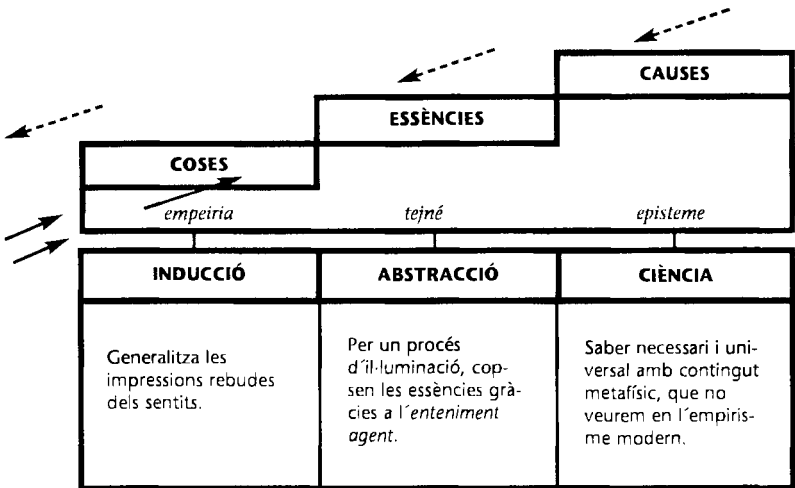 CAUSES
ESSÈNCIES
COSES
empeiria
tejné
episteme
INDUCCIÓ
ABSTRACCIÓ
CIÈNCIA
Generalitza les
impressions rebudes
dels sentits.
Per un procés
d´il·luminació, cop-
sen les essències grà-
cies a l´enteniment
agent.
Saber necessari i uni-
versal amb contingut
metafísic, que no
veurem en l´empiris-
me modern.